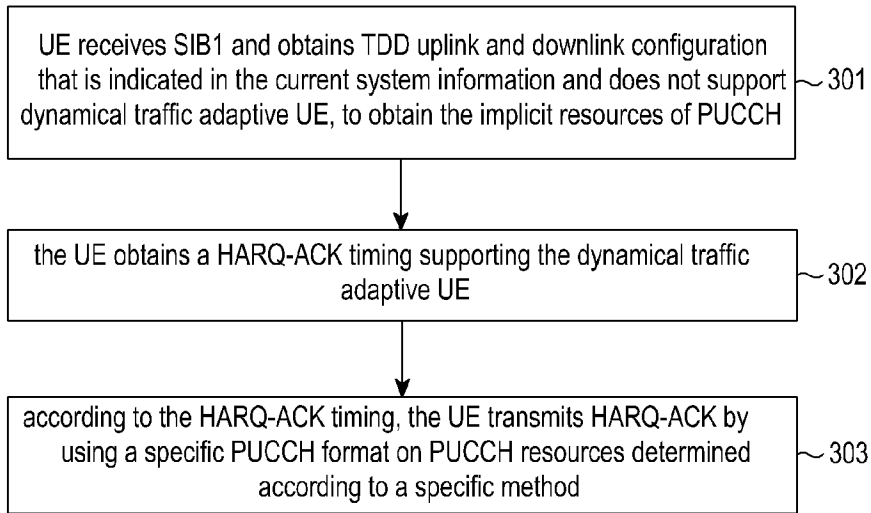 UE receives SIB1 and obtains TDD uplink and downlink configuration
that is indicated in the current system information and does not support
dynamical traffic adaptive UE, to obtain the implicit resources of PUCCH
301
the UE obtains a HARQ-ACK timing supporting the dynamical traffic
adaptive UE
302
according to the HARQ-ACK timing, the UE transmits HARQ-ACK by
using a specific PUCCH format on PUCCH resources determined
according to a specific method
303